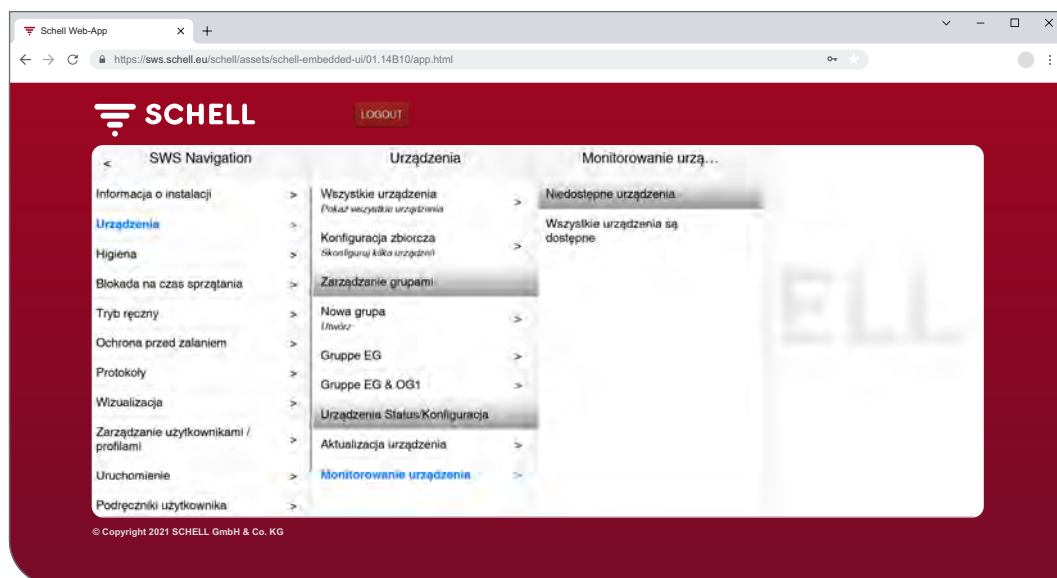 Schell Web-App
https://sws.schell.eu/schell/assets/schell-embedded-ui/01.14B10/app.html
SCHELL
LOGOUT
< SWS Navigation
Informacja o instalacji >
Urządzenia >
Higiena >
Blokada na czas sprzątania >
Tryb ręczny >
Ochrona przed zalaniem >
Protokoły >
Wizualizacja >
Zarządzanie użytkownikami /
profilami >
Uruchomienie >
Podręczniki użytkownika >
Urządzenia
Wszystkie urządzenia >
Pokaż wszystkie urządzenia
Konfiguracja zbiorcza >
Skonfiguruj kilka urządzeń
Zarządzanie grupami
Nowa grupa >
Utwórz
Gruppe EG >
Gruppe EG & OG1 >
Urządzenia Status/Konfiguracja
Aktualizacja urządzenia >
Monitorowanie urządzenia >
Monitorowanie urzą...
Niedostępne urządzenia
Wszystkie urządzenia są
dostępne
ELL
© Copyright 2021 SCHELL GmbH & Co. KG